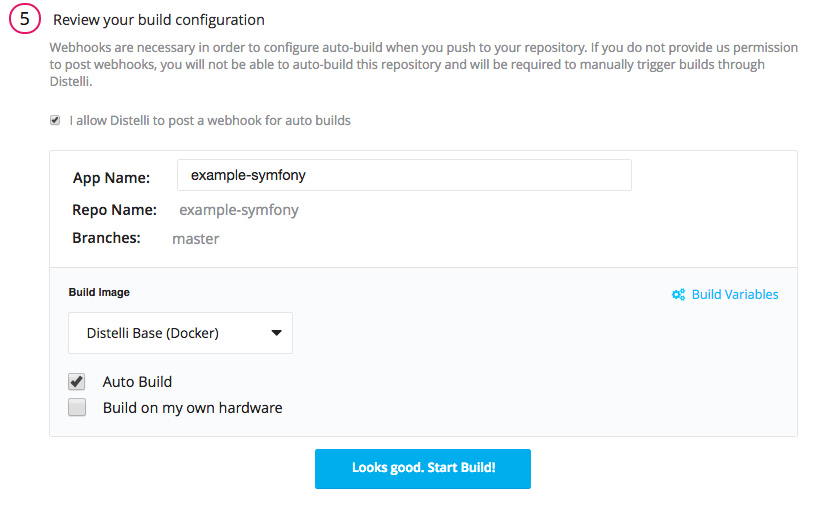 5 Review your build configuration
Webhooks are necessary in order to configure auto-build when you push to your repository. If you do not provide us permission
to post webhooks, you will not be able to auto-build this repository and will be required to manually trigger builds through
Distelli.
I allow Distelli to post a webhook for auto builds
App Name: example-symfony
Repo Name: example-symfony
Branches: master
Build Image
Build Variables
Distelli Base (Docker)
Auto Build
Build on my own hardware
Looks good. Start Build!